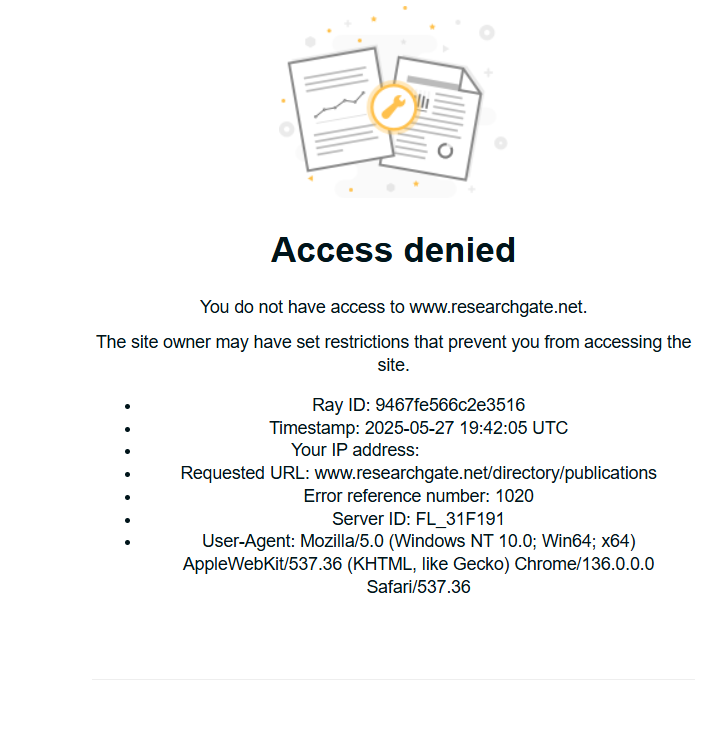 Access denied
You do not have access to www.researchgate.net.
The site owner may have set restrictions that prevent you from accessing the
site.
• Ray ID: 9467fe566c2e3516
• Timestamp: 2025-05-27 19:42:05 UTC
• Your IP address:
• Requested URL: www.researchgate.net/directory/publications
• Error reference number: 1020
• Server ID: FL_31F191
• User-Agent: Mozilla/5.0 (Windows NT 10.0; Win64; x64)
AppleWebKit/537.36 (KHTML, like Gecko) Chrome/136.0.0.0
Safari/537.36